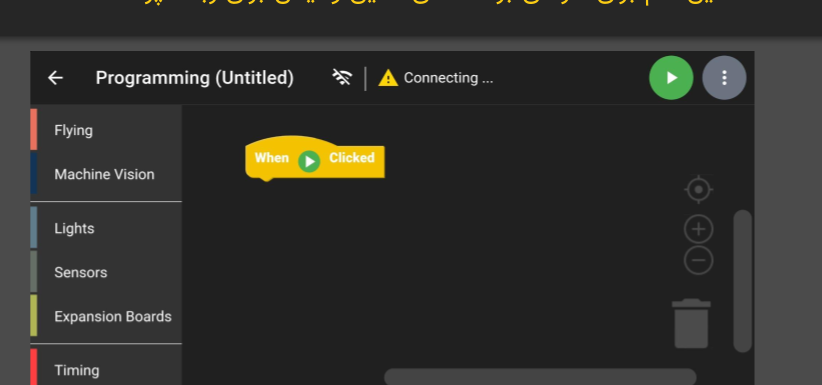 Programming (Untitled)
Connecting ...
Flying
Machine Vision
When Clicked
Lights
Sensors
Expansion Boards
Timing